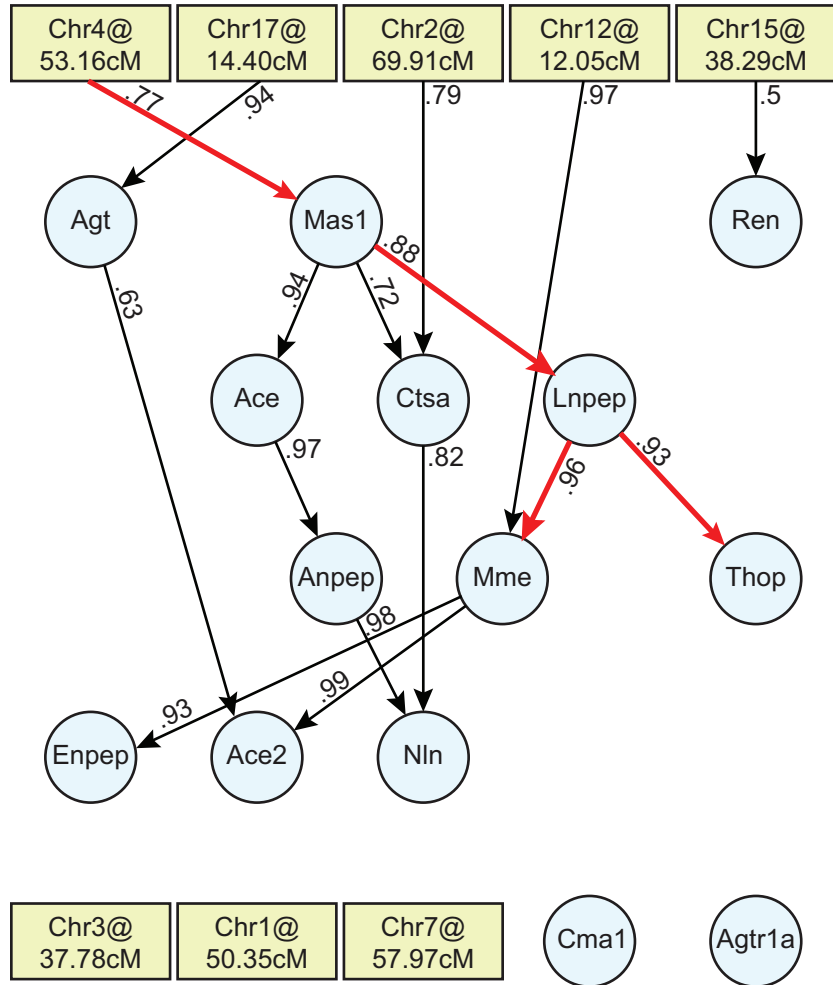 Chr4@
53.16cM
Chr17@
14.40cM
Chr2@
69.91cM
Chr12@
12.05cM
Chr15@
38.29cM
.77
.94
.79
.97
.5
Agt
Mas1
Ren
.63
.94
.72
.88
Ace
Ctsa
Lnpep
.97
.82
.96
.93
Anpep
Mme
Thop
.98
.93
.99
Enpep
Ace2
Nln
Chr3@
37.78cM
Chr1@
50.35cM
Chr7@
57.97cM
Cma1
Agtr1a